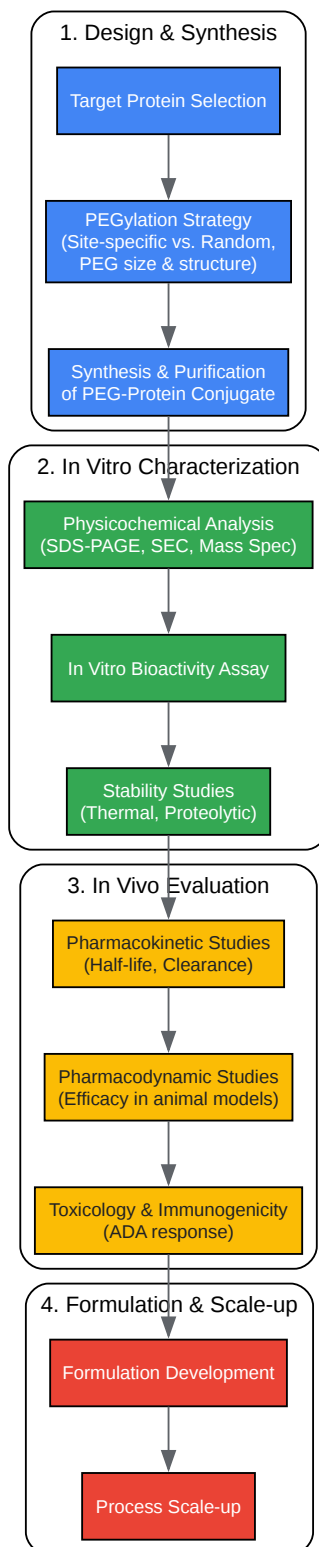 1. Design & Synthesis
Target Protein Selection
PEGylation Strategy
(Site-specific vs. Random,
PEG size & structure)
Synthesis & Purification
of PEG-Protein Conjugate
2. In Vitro Characterization
Physicochemical Analysis
(SDS-PAGE, SEC, Mass Spec)
In Vitro Bioactivity Assay
Stability Studies
(Thermal, Proteolytic)
3. In Vivo Evaluation
Pharmacokinetic Studies
(Half-life, Clearance)
Pharmacodynamic Studies
(Efficacy in animal models)
Toxicology & Immunogenicity
(ADA response)
4. Formulation & Scale-up
Formulation Development
Process Scale-up